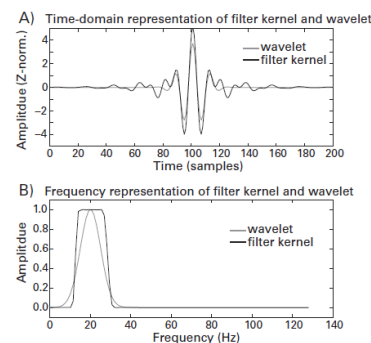 A) Time-domain representation of filter kernel and wavelet
Amplitdue (Z-norm.)
4
2
0
−2
−4
wavelet
filter kernel
0 20 40 60 80 100 120 140 160 180 200
Time (samples)
B) Frequency representation of filter kernel and wavelet
Amplitdue
1.0
0.8
0.6
0.4
0.2
0.0
wavelet
filter kernel
0 20 40 60 80 100 120 140
Frequency (Hz)